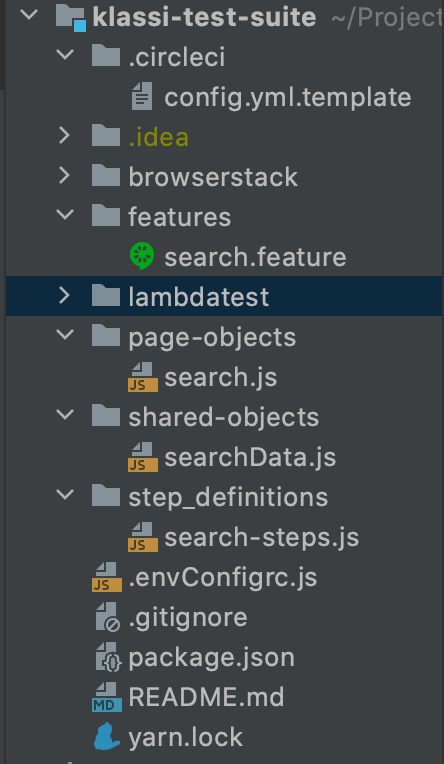 klassi-test-suite ~/Project
.circleci
config.yml.template
.idea
browserstack
features
search.feature
lambdatest
page-objects
JS search.js
shared-objects
JS searchData.js
step_definitions
JS search-steps.js
JS .envConfigrc.js
.gitignore
package.json
MD README.md
yarn.lock